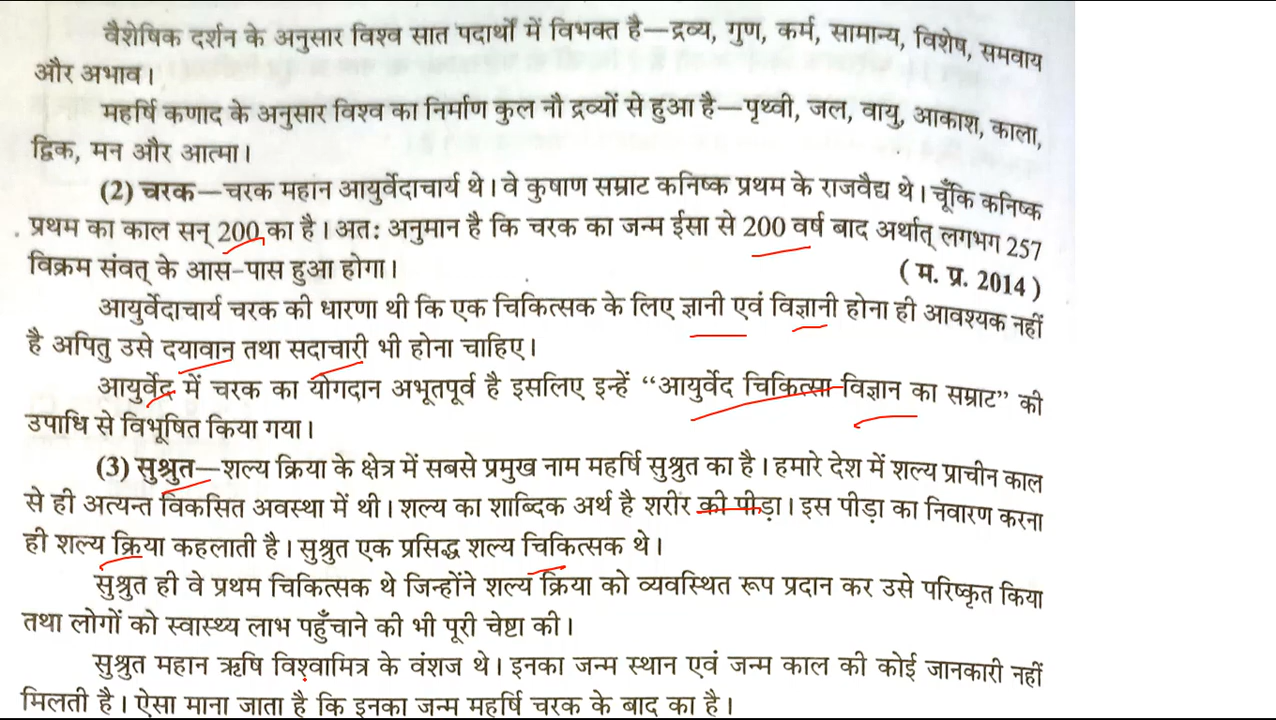 वैशेषिक दर्शन के अनुसार विश्व सात पदार्थों में विभक्त है—द्रव्य, गुण, कर्म, सामान्य, विशेष, समवाय
और अभाव।
महर्षि कणाद के अनुसार विश्व का निर्माण कुल नौ द्रव्यों से हुआ है—पृथ्वी, जल, वायु, आकाश, काला,
द्विक, मन और आत्मा।
(2) चरक—चरक महान आयुर्वेदाचार्य थे। वे कुषाण सम्राट कनिष्क प्रथम के राजवैद्य थे। चूँकि कनिष्क
प्रथम का काल सन् 200 का है। अत: अनुमान है कि चरक का जन्म ईसा से 200 वर्ष बाद अर्थात् लगभग 257
विक्रम संवत् के आस-पास हुआ होगा। (म. प्र. 2014)
आयुर्वेदाचार्य चरक की धारणा थी कि एक चिकित्सक के लिए ज्ञानी एवं विज्ञानी होना ही आवश्यक नहीं
है अपितु उसे दयावान तथा सदाचारी भी होना चाहिए।
आयुर्वेद में चरक का योगदान अभूतपूर्व है इसलिए इन्हें “आयुर्वेद चिकित्सा विज्ञान का सम्राट” की
उपाधि से विभूषित किया गया।
(3) सुश्रुत—शल्य क्रिया के क्षेत्र में सबसे प्रमुख नाम महर्षि सुश्रुत का है। हमारे देश में शल्य प्राचीन काल
से ही अत्यन्त विकसित अवस्था में थी। शल्य का शाब्दिक अर्थ है शरीर की पीड़ा। इस पीड़ा का निवारण करना
ही शल्य क्रिया कहलाती है। सुश्रुत एक प्रसिद्ध शल्य चिकित्सक थे।
सुश्रुत ही वे प्रथम चिकित्सक थे जिन्होंने शल्य क्रिया को व्यवस्थित रूप प्रदान कर उसे परिष्कृत किया
तथा लोगों को स्वास्थ्य लाभ पहुँचाने की भी पूरी चेष्टा की।
सुश्रुत महान ऋषि विश्वामित्र के वंशज थे। इनका जन्म स्थान एवं जन्म काल की कोई जानकारी नहीं
मिलती है। ऐसा माना जाता है कि इनका जन्म महर्षि चरक के बाद का है।